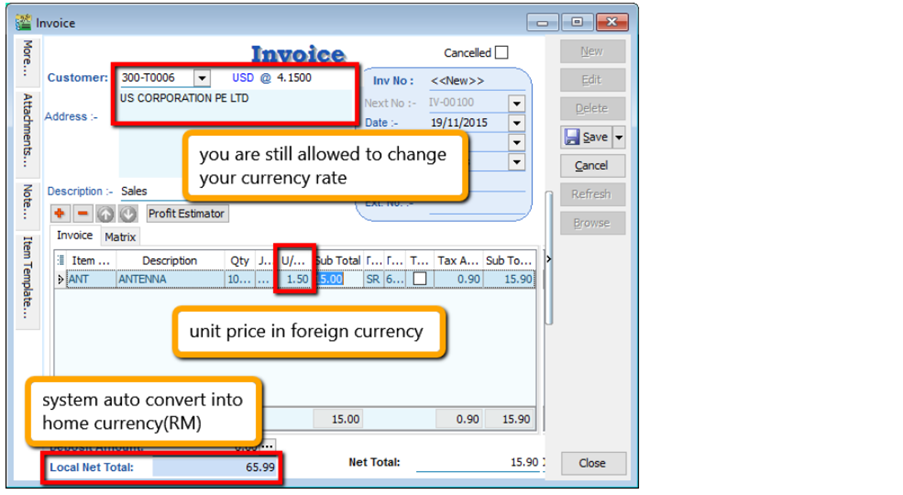 Invoice
More...
Attachments...
Note...
Item Template...
Invoice
Cancelled
Customer: 300-T0006 USD @ 4.1500
US CORPORATION PE LTD
Address :-
Inv No : <<New>>
Next No :- IV-00100
Date :- 19/11/2015
you are still allowed to change
your currency rate
Ext. No. :-
Description :- Sales
Profit Estimator
Invoice Matrix
Item ... Description Qty J... U/... Sub Total T... Tax A... Sub To...
ANT ANTENNA 10... ... 1.50 15.00 SR 6... 0.90 15.90
unit price in foreign currency
system auto convert into
home currency(RM)
15.00 0.90 15.90
Deposit Amount: 0.00 ...
Local Net Total: 65.99
Net Total: 15.90
New
Edit
Delete
Save
Cancel
Refresh
Browse
Close